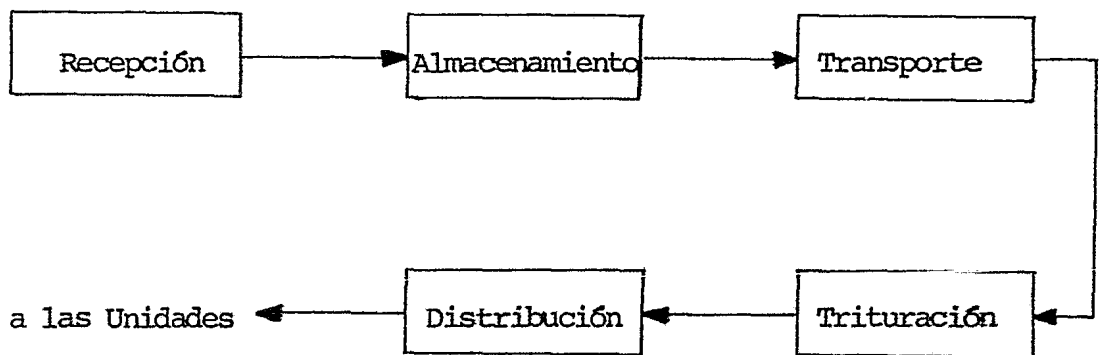 Recepción
Almacenamiento
Transporte
Trituración
Distribución
a las Unidades